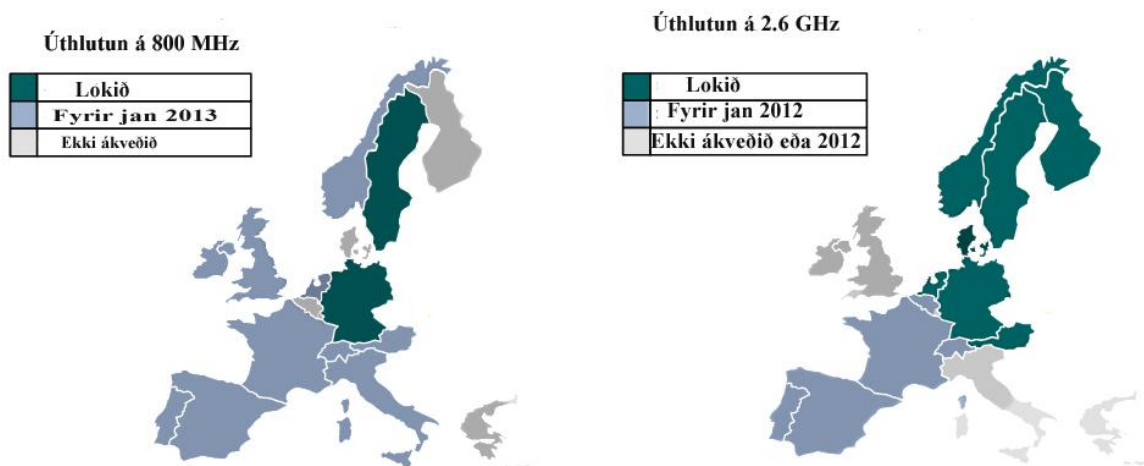 Úthlutun á 800 MHz
Lokið
Fyrir jan 2013
Ekki ákveðið
Úthlutun á 2.6 GHz
Lokið
Fyrir jan 2012
Ekki ákveðið eða 2012